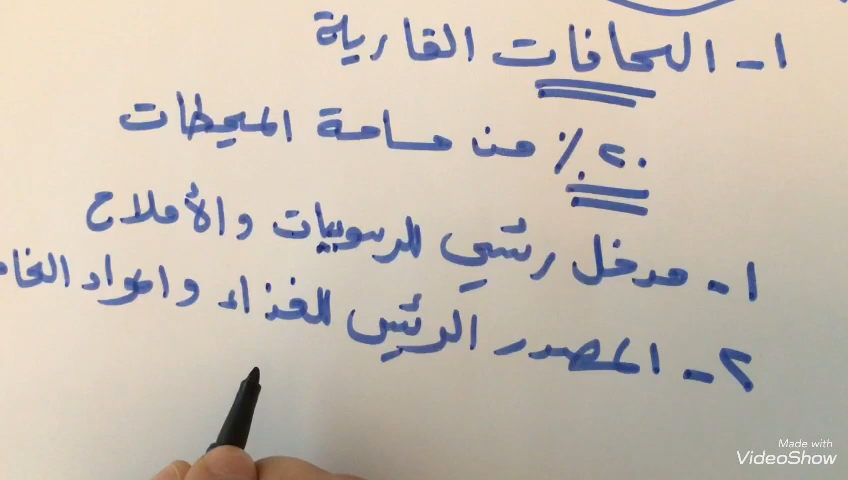 ١- الحافات القارية
٢٠٪ من مساحة المحيطات
١- مدخل رئسي للرسوبيات والأملاح
٢- المصدر الرئيس للغذاء والمواد الخام
Made with
VideoShow